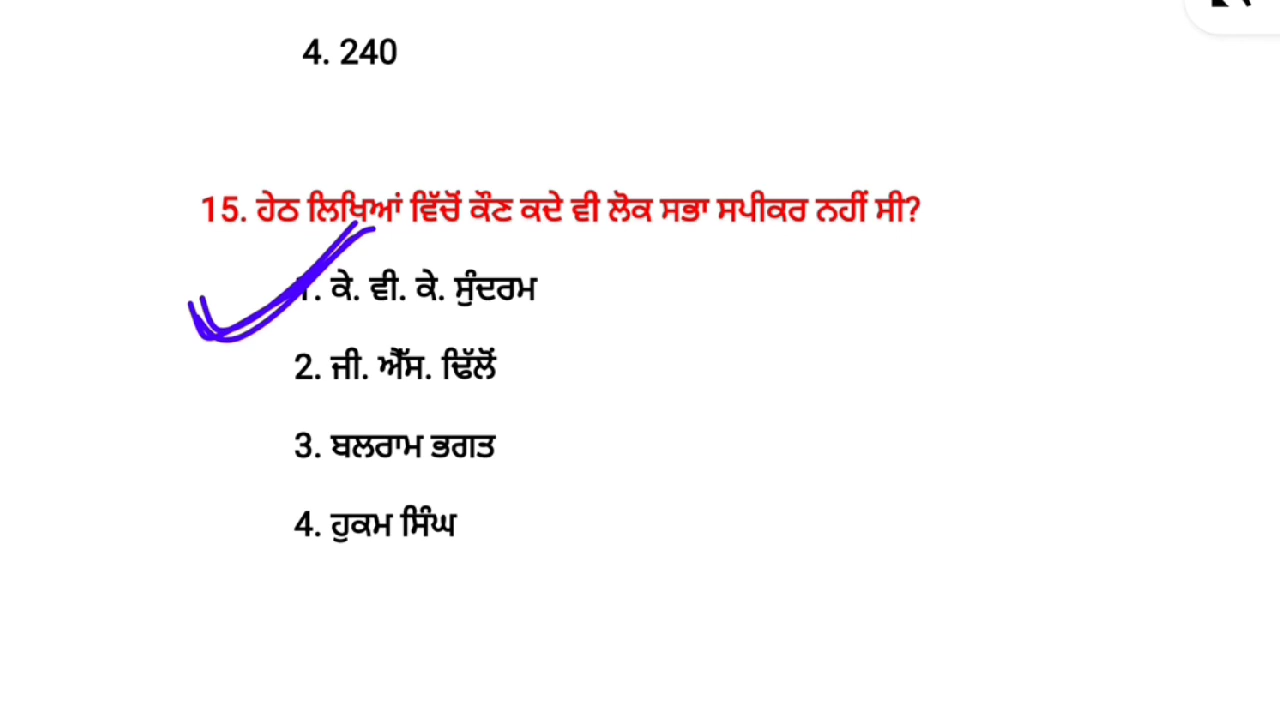 4. 240
15. ਹੇਠ ਲਿਖਿਆਂ ਵਿੱਚੋਂ ਕੌਣ ਕਦੇ ਵੀ ਲੋਕ ਸਭਾ ਸਪੀਕਰ ਨਹੀਂ ਸੀ?
1. ਕੇ. ਵੀ. ਕੇ. ਸੁੰਦਰਮ
2. ਜੀ. ਐੱਸ. ਢਿੱਲੋਂ
3. ਬਲਰਾਮ ਭਗਤ
4. ਹੁਕਮ ਸਿੰਘ